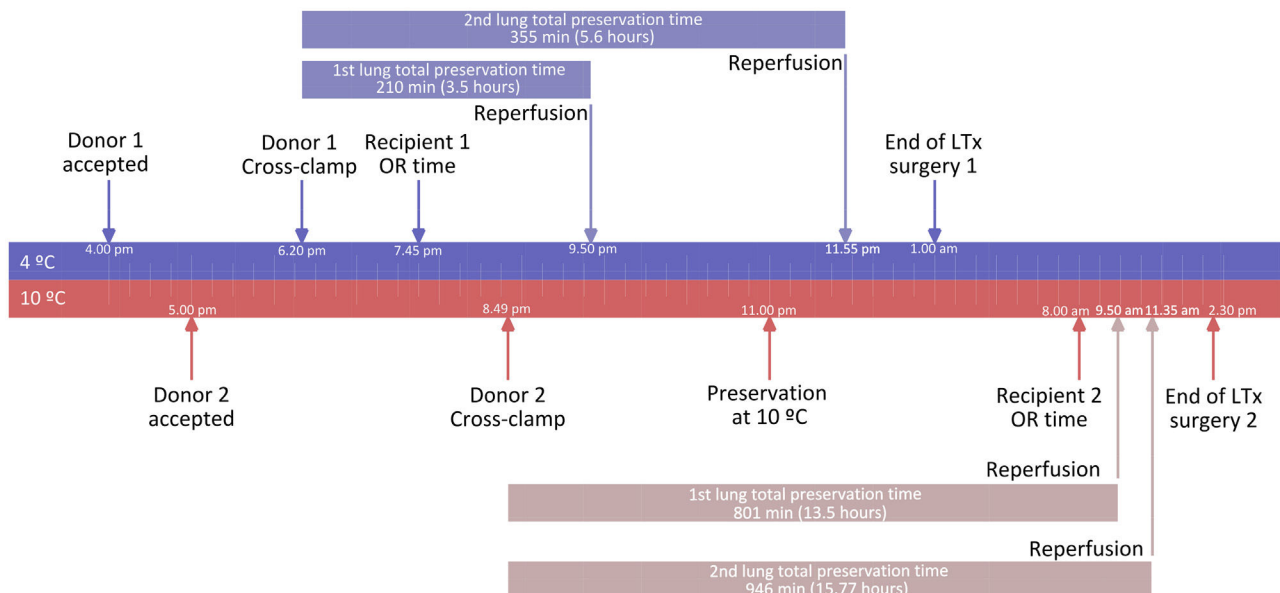 2nd lung total preservation time
355 min (5.6 hours)
Reperfusion
1st lung total preservation time
210 min (3.5 hours)
Reperfusion
Donor 1
accepted
Donor 1
Cross-clamp
Recipient 1
OR time
End of LTx
surgery 1
4.00 pm
6.20 pm
7.45 pm
9.50 pm
11.55 pm
1.00 am
4 ºC
10 ºC
5.00 pm
8.49 pm
11.00 pm
8.00 am
9.50 am
11.35 am
2.30 pm
Donor 2
accepted
Donor 2
Cross-clamp
Preservation
at 10 ºC
Recipient 2
OR time
End of LTx
surgery 2
Reperfusion
1st lung total preservation time
801 min (13.5 hours)
Reperfusion
2nd lung total preservation time
946 min (15.77 hours)